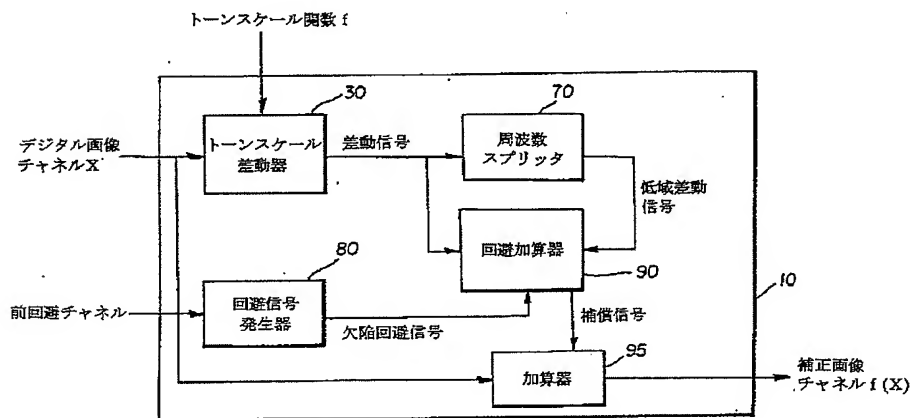 トーンスケール関数 f
30
70
デジタル画像
チャネルX
トーンスケール
差動器
差動信号
周波数
スプリッタ
低域差動
信号
回避加算器
90
80
10
前回避チャネル
回避信号
発生器
欠陥回避信号
補償信号
95
加算器
補正画像
チャネル f (X)